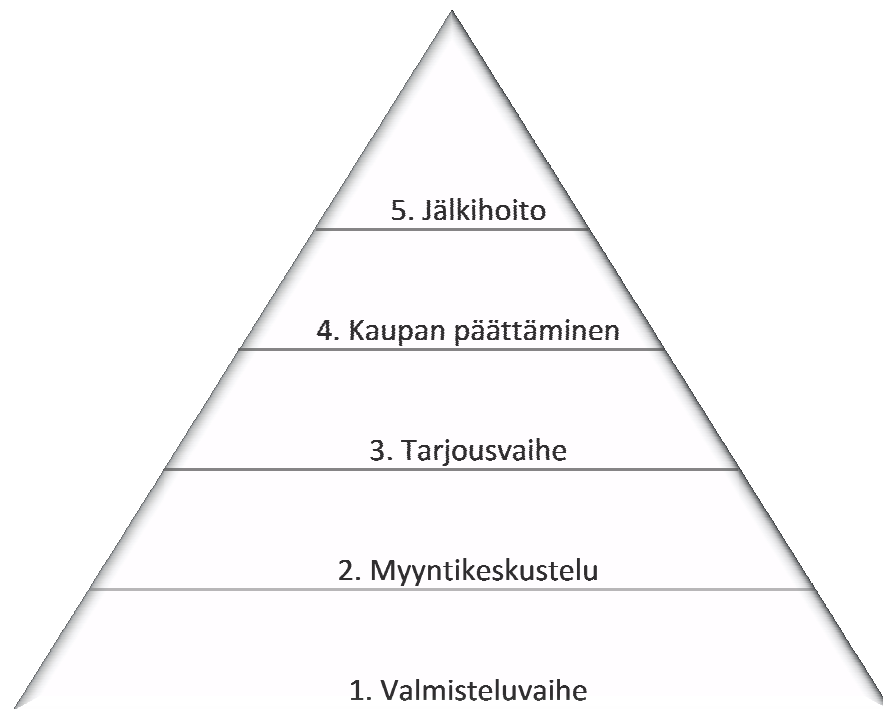 5. Jälkihoito
4. Kaupan päättäminen
3. Tarjousvaihe
2. Myyntikeskustelu
1. Valmisteluvaihe